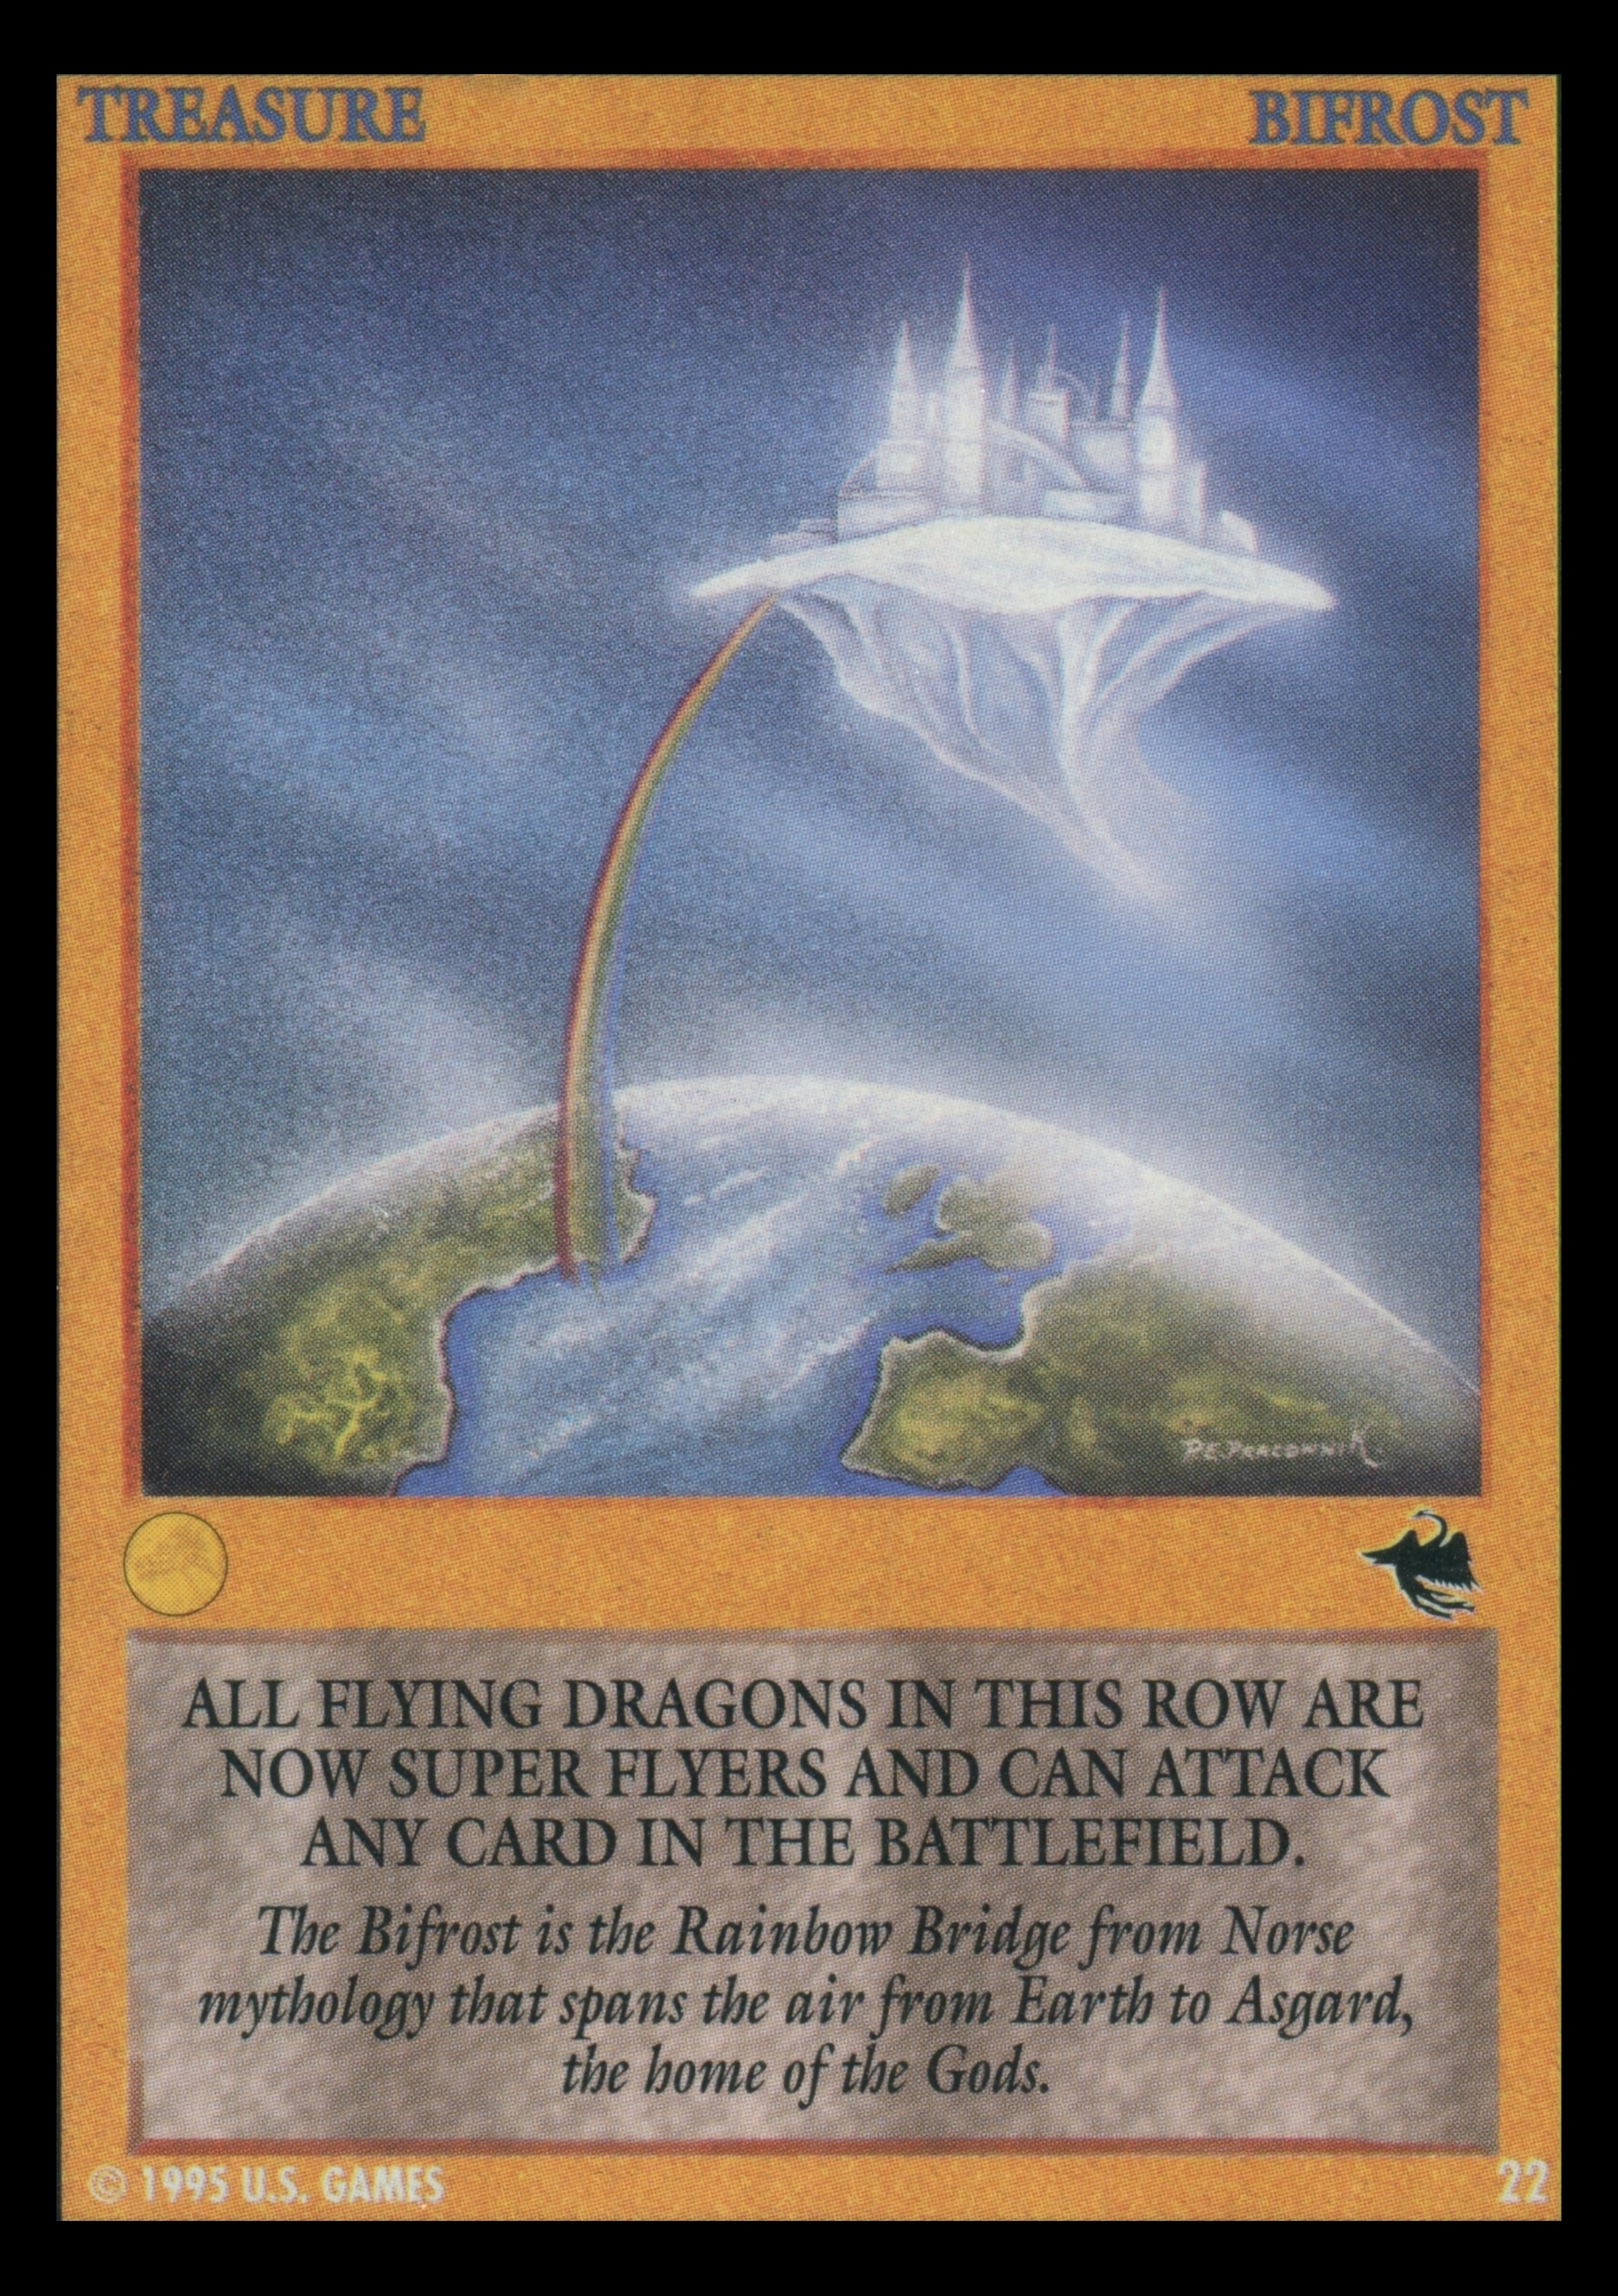 TREASURE
BIFROST
P.E. PRACOWNIK.
ALL FLYING DRAGONS IN THIS ROW ARE
NOW SUPER FLYERS AND CAN ATTACK
ANY CARD IN THE BATTLEFIELD.
The Bifrost is the Rainbow Bridge from Norse
mythology that spans the air from Earth to Asgard,
the home of the Gods.
© 1995 U.S. GAMES
22